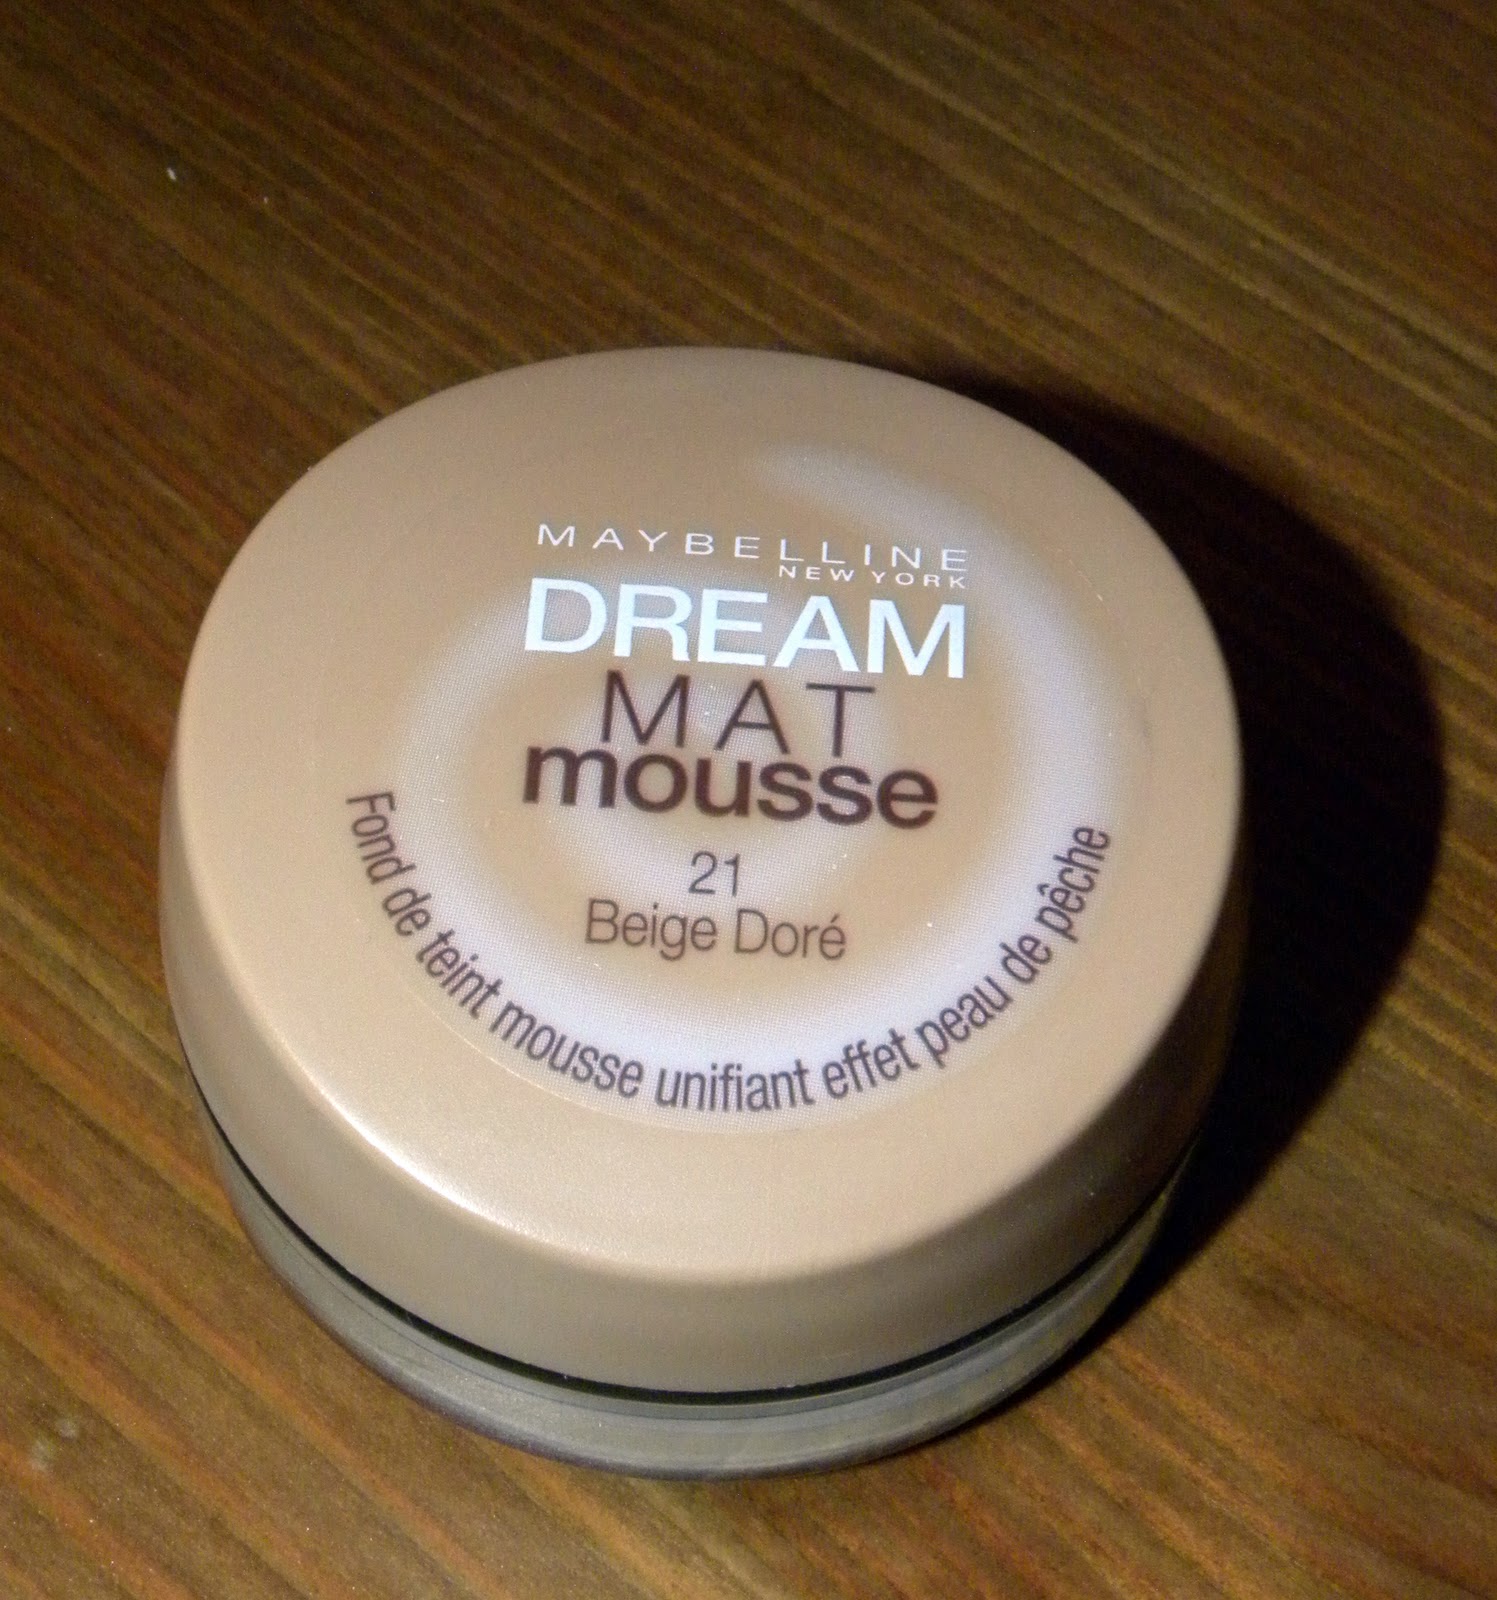 MAYBELLINE
NEW YORK
DREAM
MAT
mousse
21
Beige Doré
Fond de teint mousse unifiant effet peau de pêche